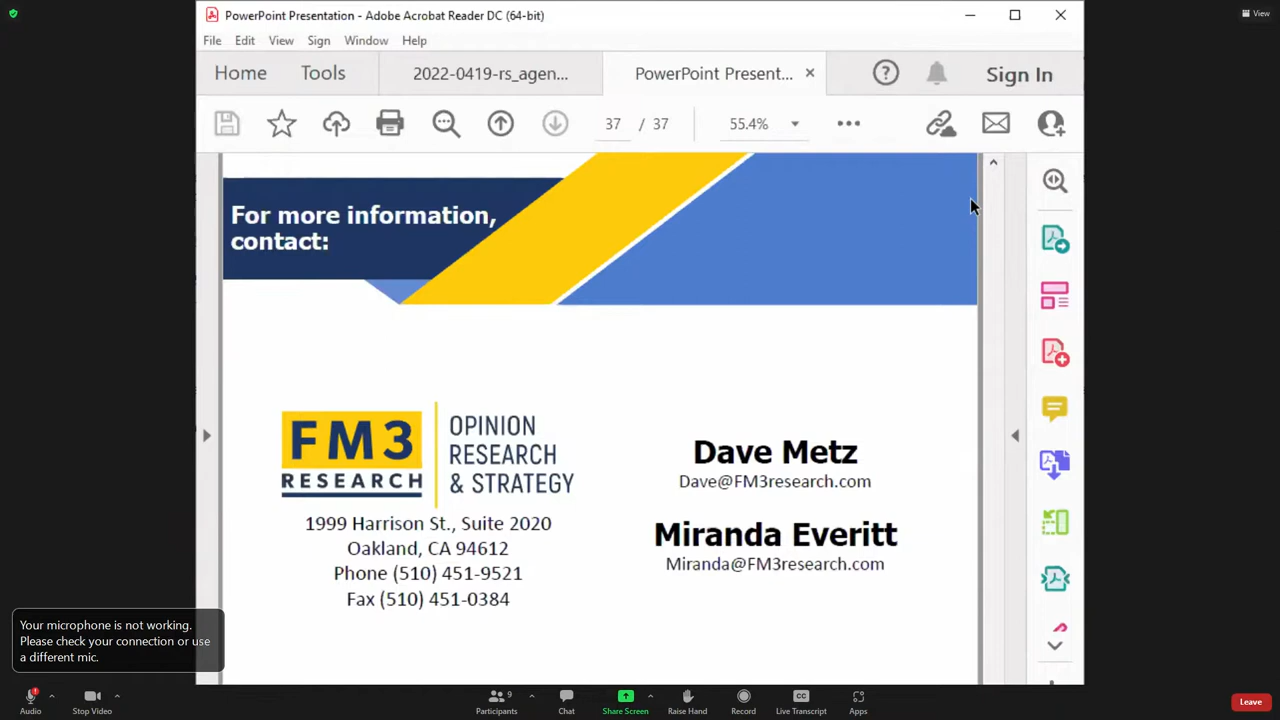 View
PowerPoint Presentation - Adobe Acrobat Reader DC (64-bit)
File Edit View Sign Window Help
Home Tools 2022-0419-rs_agen... PowerPoint Present... × Sign In
37 / 37 55.4%
For more information,
contact:
FM3
RESEARCH
OPINION
RESEARCH
& STRATEGY
1999 Harrison St., Suite 2020
Oakland, CA 94612
Phone (510) 451-9521
Fax (510) 451-0384
Dave Metz
Dave@FM3research.com
Miranda Everitt
Miranda@FM3research.com
Your microphone is not working.
Please check your connection or use
a different mic.
Audio Stop Video Participants 9 Chat Share Screen Raise Hand Record CC Live Transcript Apps Leave